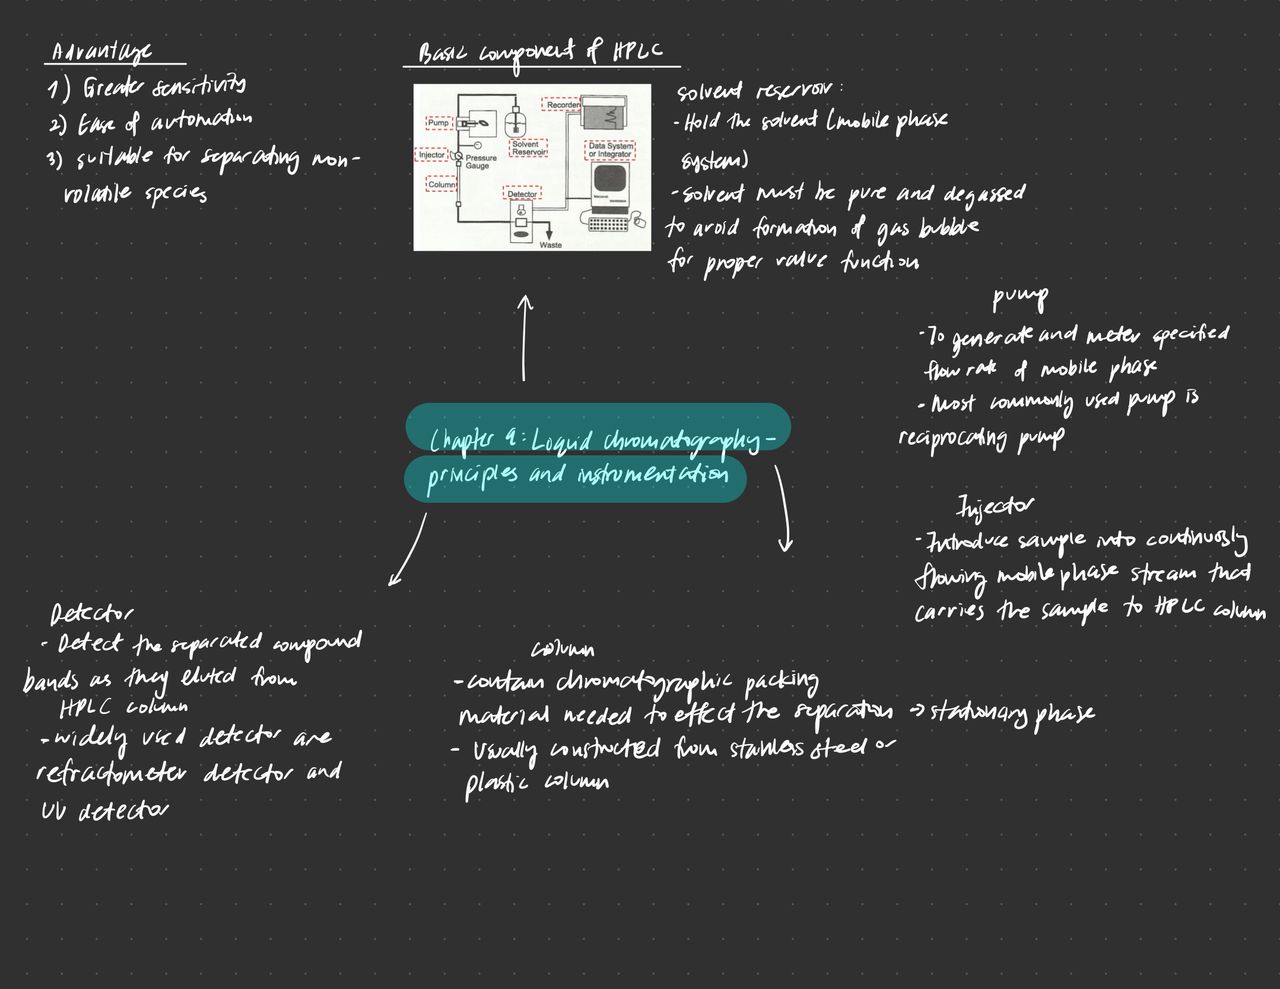 Advantage
1) Greater sensitivity
2) Ease of automation
3) suitable for separating non-
volatile species
Basic component of HPLC
Recorder
Pump
Solvent
Reservoir
Data System
or Integrator
Injector
Pressure
Gauge
Column
Detector
Waste
solvent reservoir:
- Hold the solvent (mobile phase
system)
- Solvent must be pure and degassed
to avoid formation of gas bubble
for proper valve function
pump
- To generate and meter specified
flow rate of mobile phase
- Most commonly used pump is
reciprocating pump
Chapter 9: Liquid chromatography-
principles and instrumentation
Injector
- Introduce sample into continuosly
flowing mobile phase stream that
carries the sample to HPLC column
Detector
- Detect the separated compound
bands as they eluted from
HPLC column
- widely used detector are
refractometer detector and
UV detector
column
- contain chromatographic packing
material needed to effect the separation → stationary phase
- Usually constructed from stainless steel or
plastic column